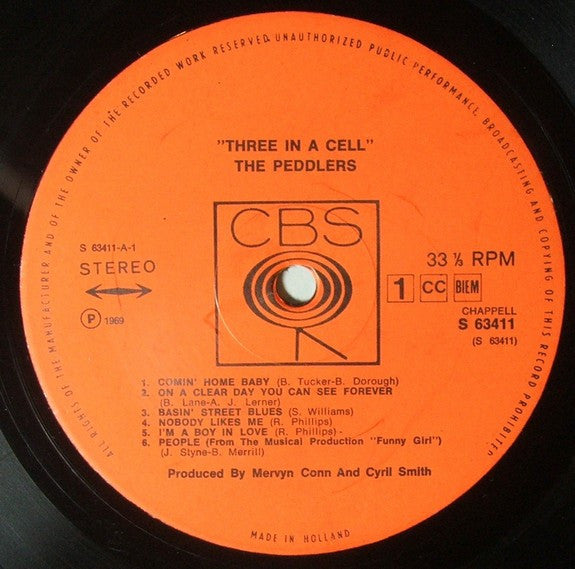 ALL RIGHTS OF THE MANUFACTURER AND OF THE OWNER OF THE RECORDED WORK RESERVED. UNAUTHORIZED PUBLIC PERFORMANCE, BROADCASTING AND COPYING OF THIS RECORD PROHIBITED
"THREE IN A CELL"
THE PEDDLERS
CBS
S 63411-A-1
STEREO
P 1969
33 ⅓ RPM
1 CC BIEM
CHAPPELL
S 63411
(S 63411)
1. COMIN' HOME BABY (B. Tucker-B. Dorough)
2. ON A CLEAR DAY YOU CAN SEE FOREVER
(B. Lane-A. J. Lerner)
3. BASIN' STREET BLUES (S. Williams)
4. NOBODY LIKES ME (R. Phillips)
5. I'M A BOY IN LOVE (R. Phillips) -
6. PEOPLE (From The Musical Production "Funny Girl")
(J. Styne-B. Merrill)
Produced By Mervyn Conn And Cyril Smith
MADE IN HOLLAND